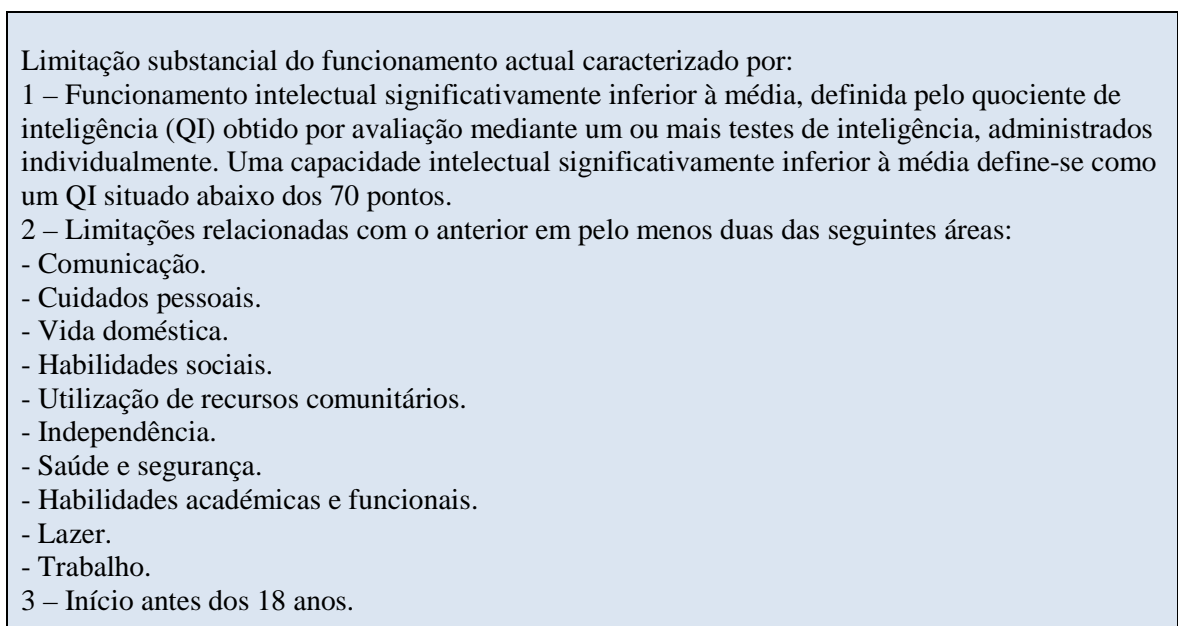 Limitação substancial do funcionamento actual caracterizado por:
1 – Funcionamento intelectual significativamente inferior à média, definida pelo quociente de
inteligência (QI) obtido por avaliação mediante um ou mais testes de inteligência, administrados
individualmente. Uma capacidade intelectual significativamente inferior à média define-se como
um QI situado abaixo dos 70 pontos.
2 – Limitações relacionadas com o anterior em pelo menos duas das seguintes áreas:
- Comunicação.
- Cuidados pessoais.
- Vida doméstica.
- Habilidades sociais.
- Utilização de recursos comunitários.
- Independência.
- Saúde e segurança.
- Habilidades académicas e funcionais.
- Lazer.
- Trabalho.
3 – Início antes dos 18 anos.